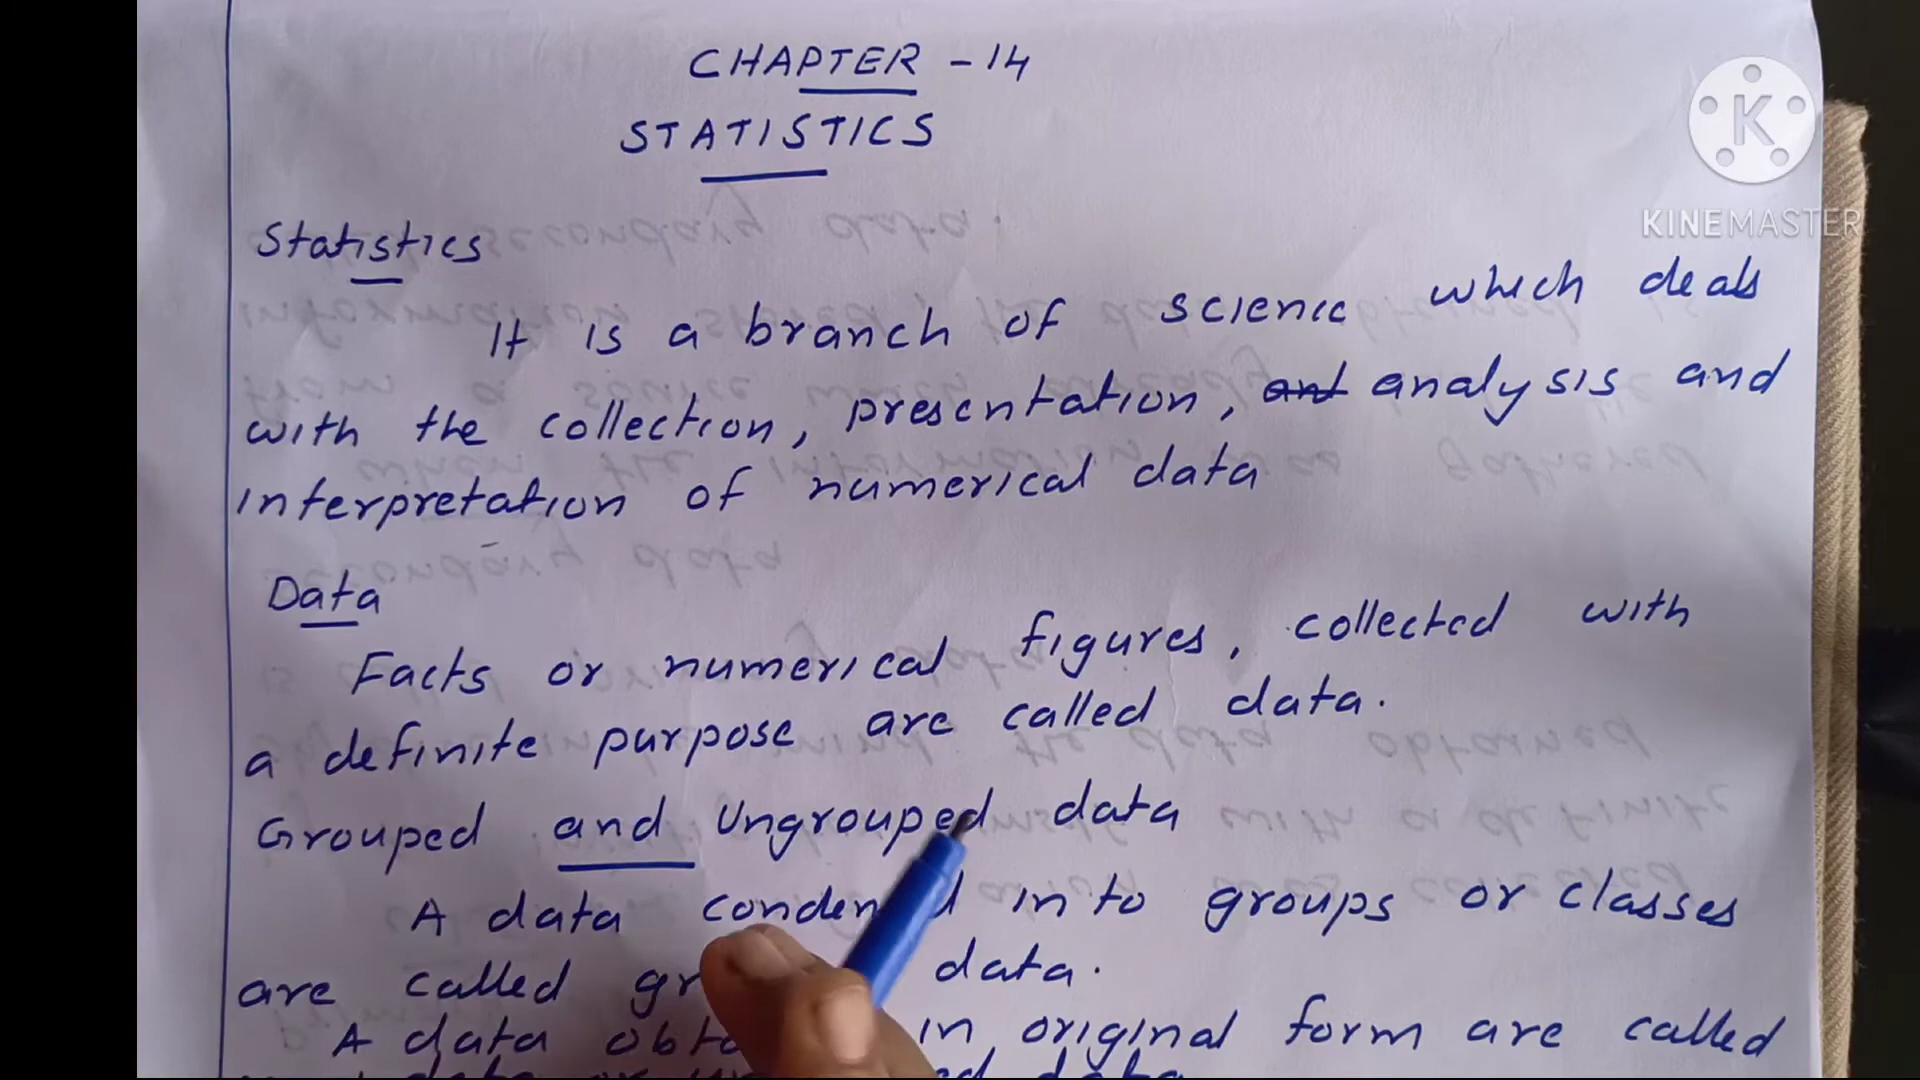 CHAPTER - 14
STATISTICS
KINEMASTER
Statistics
It is a branch of science which deals
with the collection, presentation, analysis and
interpretation of numerical data
Data
Facts or numerical figures, collected with
a definite purpose are called data.
Grouped and Ungrouped data
A data into groups or classes
are called data.
A data in original form are called
data